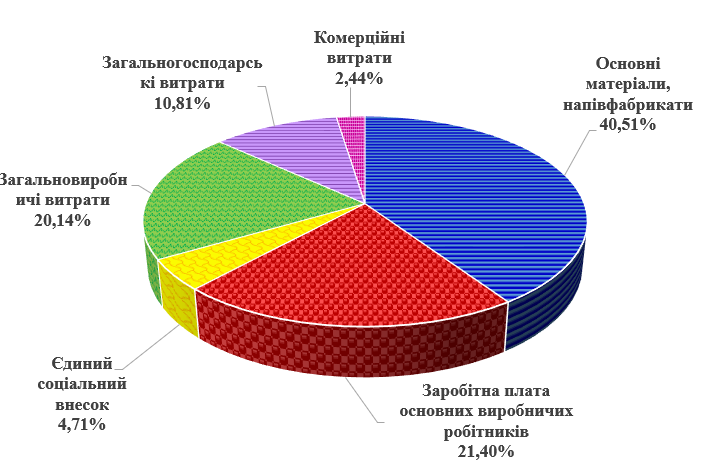 Комерційні
витрати
2,44%
Основні
матеріали,
напівфабрикати
40,51%
Загальногосподарсь
кі витрати
10,81%
Загальновиробн
ичі витрати
20,14%
Єдиний
соціальний
внесок
4,71%
Заробітна плата
основних виробничих
робітників
21,40%